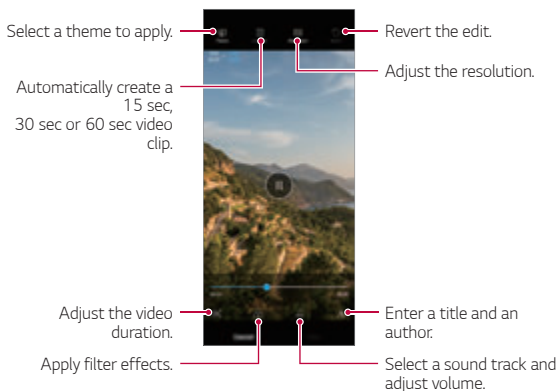 Select a theme to apply.
Automatically create a
15 sec,
30 sec or 60 sec video
clip.
Revert the edit.
Adjust the resolution.
Adjust the video
duration.
Apply filter effects.
Enter a title and an
author.
Select a sound track and
adjust volume.